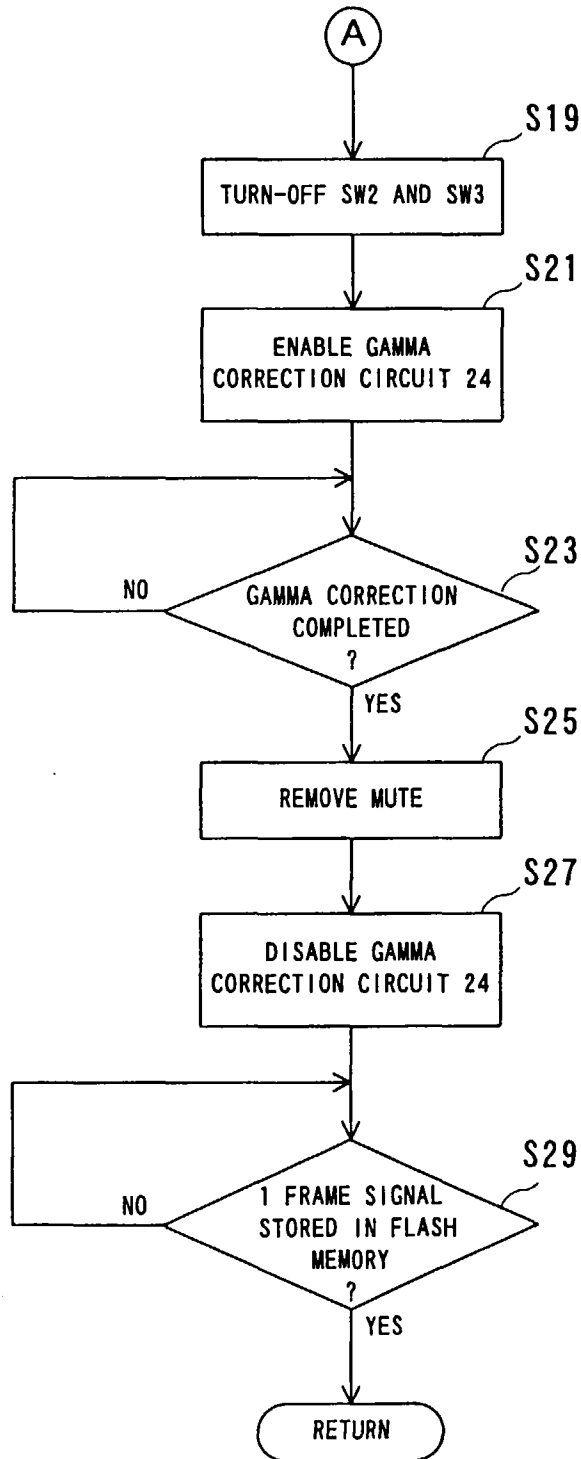 A
S19
TURN-OFF SW2 AND SW3
S21
ENABLE GAMMA
CORRECTION CIRCUIT 24
S23
NO
GAMMA CORRECTION
COMPLETED
?
YES
S25
REMOVE MUTE
S27
DISABLE GAMMA
CORRECTION CIRCUIT 24
S29
NO
1 FRAME SIGNAL
STORED IN FLASH
MEMORY
?
YES
RETURN